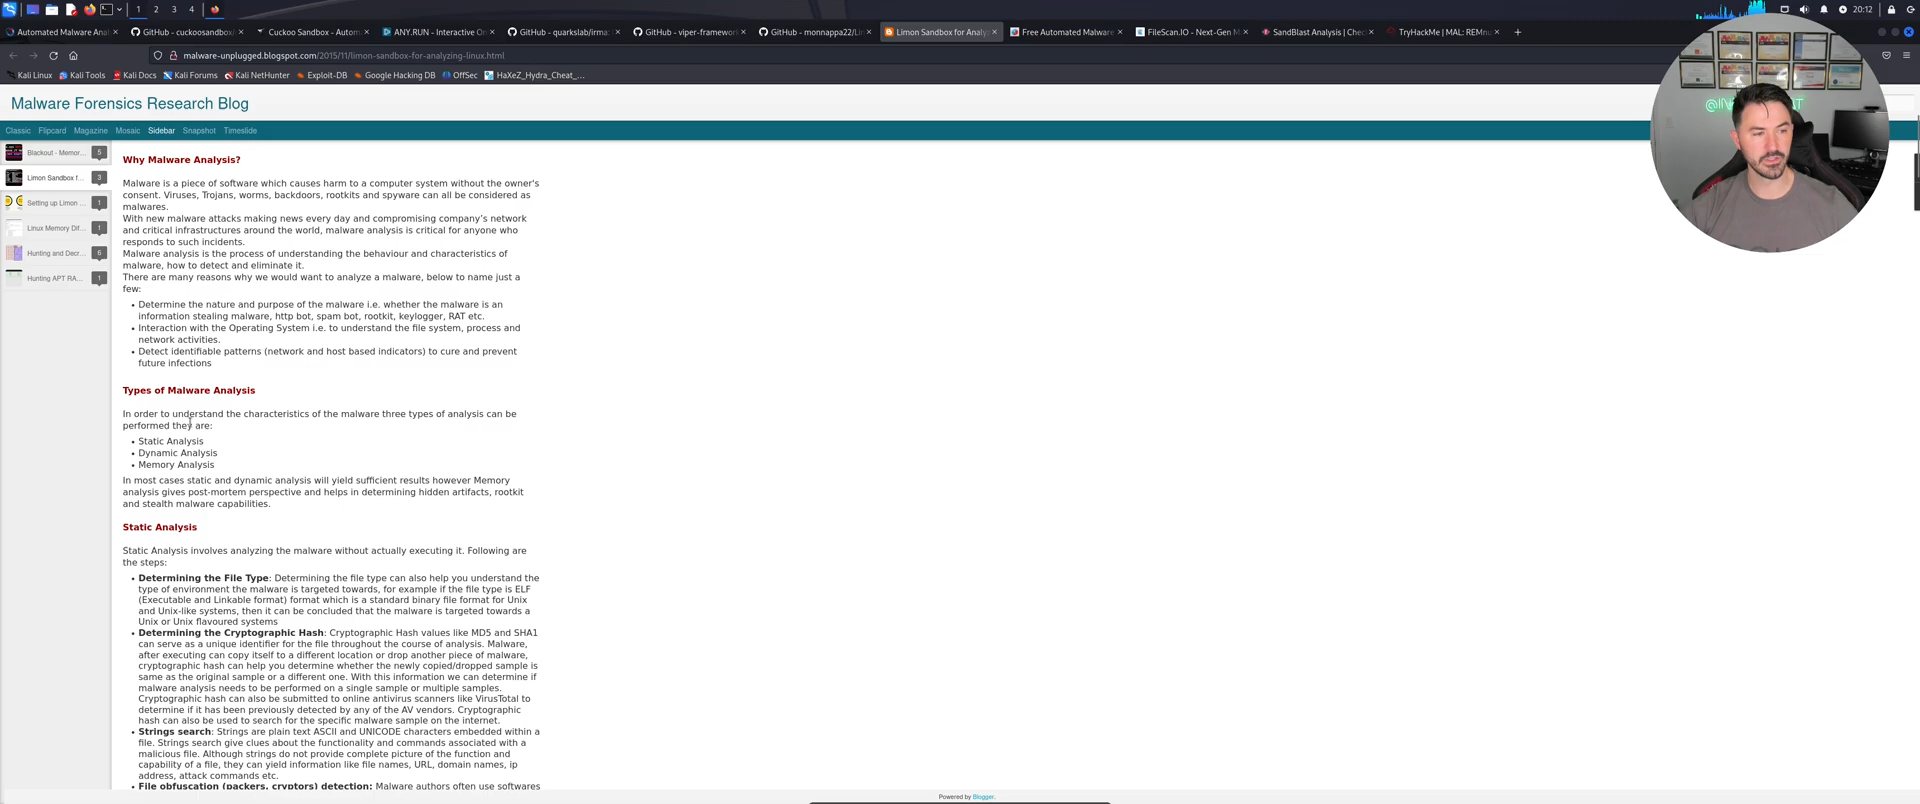 1 2 3 4 20:12
Automated Malware Anal GitHub - cuckoosandbox/ Cuckoo Sandbox - Autom ANY.RUN - Interactive On GitHub - quarkslab/irma: GitHub - viper-framework GitHub - monnappa22/Lim Limon Sandbox for Analyz Free Automated Malware FileScan.IO - Next-Gen M SandBlast Analysis | Chec TryHackMe | MAL: REMnu
malware-unplugged.blogspot.com/2015/11/limon-sandbox-for-analyzing-linux.html
Kali Linux Kali Tools Kali Docs Kali Forums Kali NetHunter Exploit-DB Google Hacking DB OffSec HaXeZ_Hydra_Cheat_...
Malware Forensics Research Blog
Classic Flipcard Magazine Mosaic Sidebar Snapshot Timeslide
Blackout - Memor... 5
Limon Sandbox f... 3
Setting up Limon ... 1
Linux Memory Dif... 1
Hunting and Decr... 6
Hunting APT RA... 1
Why Malware Analysis?
Malware is a piece of software which causes harm to a computer system without the owner's
consent. Viruses, Trojans, worms, backdoors, rootkits and spyware can all be considered as
malwares.
With new malware attacks making news every day and compromising company's network
and critical infrastructures around the world, malware analysis is critical for anyone who
responds to such incidents.
Malware analysis is the process of understanding the behaviour and characteristics of
malware, how to detect and eliminate it.
There are many reasons why we would want to analyze a malware, below to name just a
few:
• Determine the nature and purpose of the malware i.e. whether the malware is an
information stealing malware, http bot, spam bot, rootkit, keylogger, RAT etc.
• Interaction with the Operating System i.e. to understand the file system, process and
network activities.
• Detect identifiable patterns (network and host based indicators) to cure and prevent
future infections
Types of Malware Analysis
In order to understand the characteristics of the malware three types of analysis can be
performed they are:
• Static Analysis
• Dynamic Analysis
• Memory Analysis
In most cases static and dynamic analysis will yield sufficient results however Memory
analysis gives post-mortem perspective and helps in determining hidden artifacts, rootkit
and stealth malware capabilities.
Static Analysis
Static Analysis involves analyzing the malware without actually executing it. Following are
the steps:
• Determining the File Type: Determining the file type can also help you understand the
type of environment the malware is targeted towards, for example if the file type is ELF
(Executable and Linkable format) format which is a standard binary file format for Unix
and Unix-like systems, then it can be concluded that the malware is targeted towards a
Unix or Unix flavoured systems
• Determining the Cryptographic Hash: Cryptographic Hash values like MD5 and SHA1
can serve as a unique identifier for the file throughout the course of analysis. Malware,
after executing can copy itself to a different location or drop another piece of malware,
cryptographic hash can help you determine whether the newly copied/dropped sample is
same as the original sample or a different one. With this information we can determine if
malware analysis needs to be performed on a single sample or multiple samples.
Cryptographic hash can also be submitted to online antivirus scanners like VirusTotal to
determine if it has been previously detected by any of the AV vendors. Cryptographic
hash can also be used to search for the specific malware sample on the internet.
• Strings search: Strings are plain text ASCII and UNICODE characters embedded within a
file. Strings search give clues about the functionality and commands associated with a
malicious file. Although strings do not provide complete picture of the function and
capability of a file, they can yield information like file names, URL, domain names, ip
address, attack commands etc.
• File obfuscation (packers, cryptors) detection: Malware authors often use softwares
Powered by Blogger.